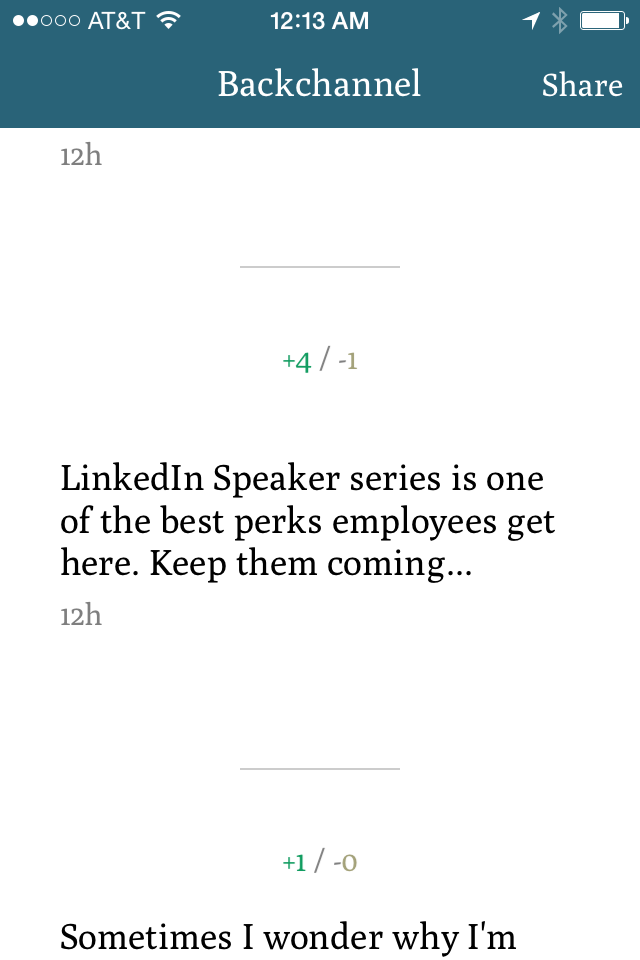 AT&T 12:13 AM
Backchannel Share
12h
+4 / -1
LinkedIn Speaker series is one
of the best perks employees get
here. Keep them coming...
12h
+1 / -0
Sometimes I wonder why I'm